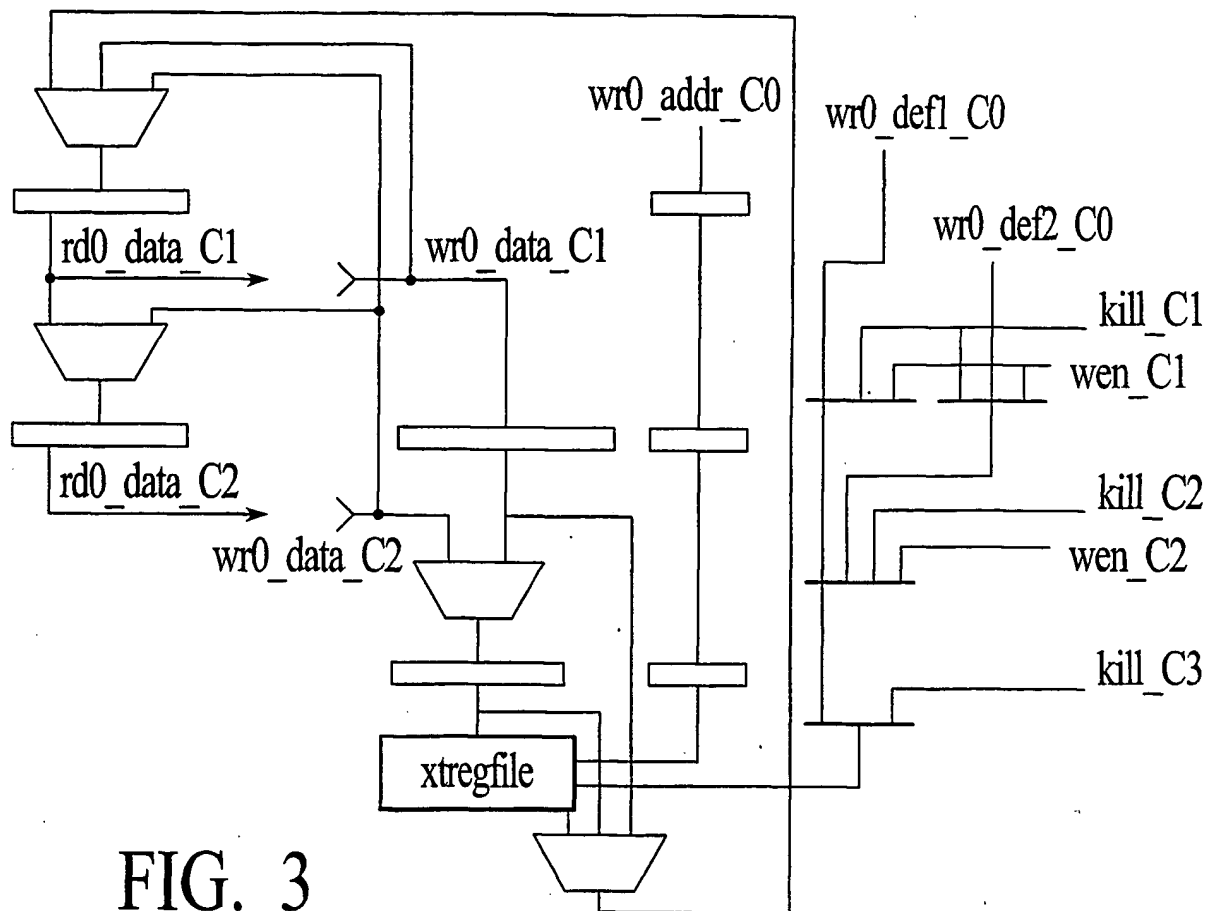 wr0_addr_C0
wr0_def1_C0
wr0_def2_C0
rd0_data_C1
wr0_data_C1
kill_C1
wen_C1
rd0_data_C2
wr0_data_C2
kill_C2
wen_C2
kill_C3
xtregfile
FIG. 3